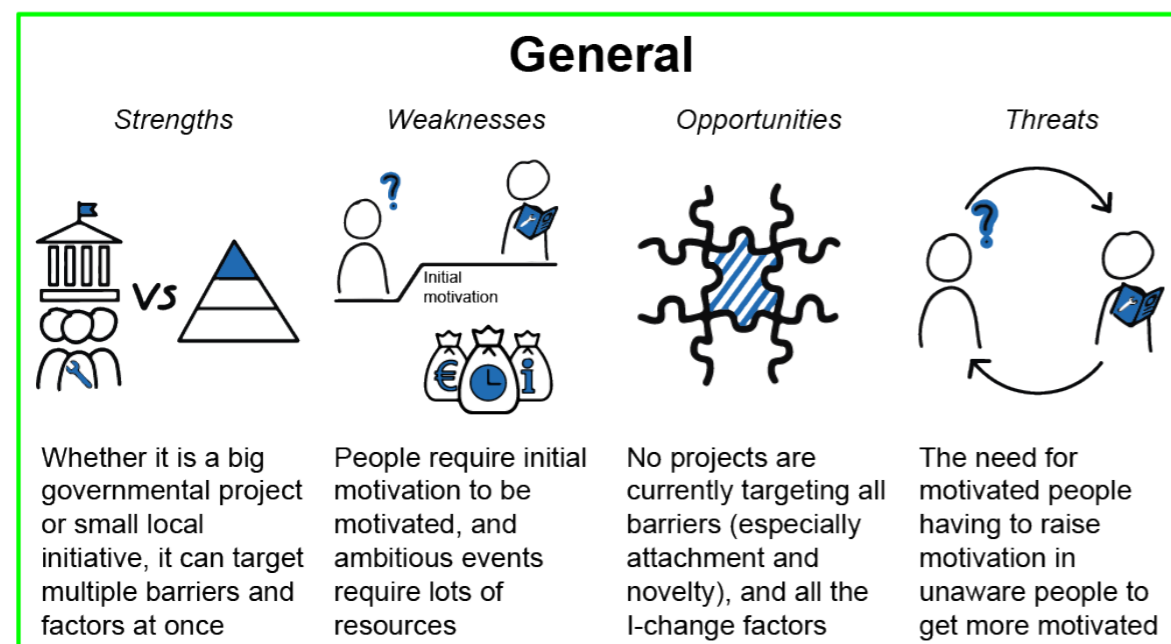 General
Strengths
Weaknesses
Opportunities
Threats
?
?
VS
Initial
motivation
€
i
Whether it is a big
governmental project
or small local
initiative, it can target
multiple barriers and
factors at once
People require initial
motivation to be
motivated, and
ambitious events
require lots of
resources
No projects are
currently targeting all
barriers (especially
attachment and
novelty), and all the
I-change factors
The need for
motivated people
having to raise
motivation in
unaware people to
get more motivated